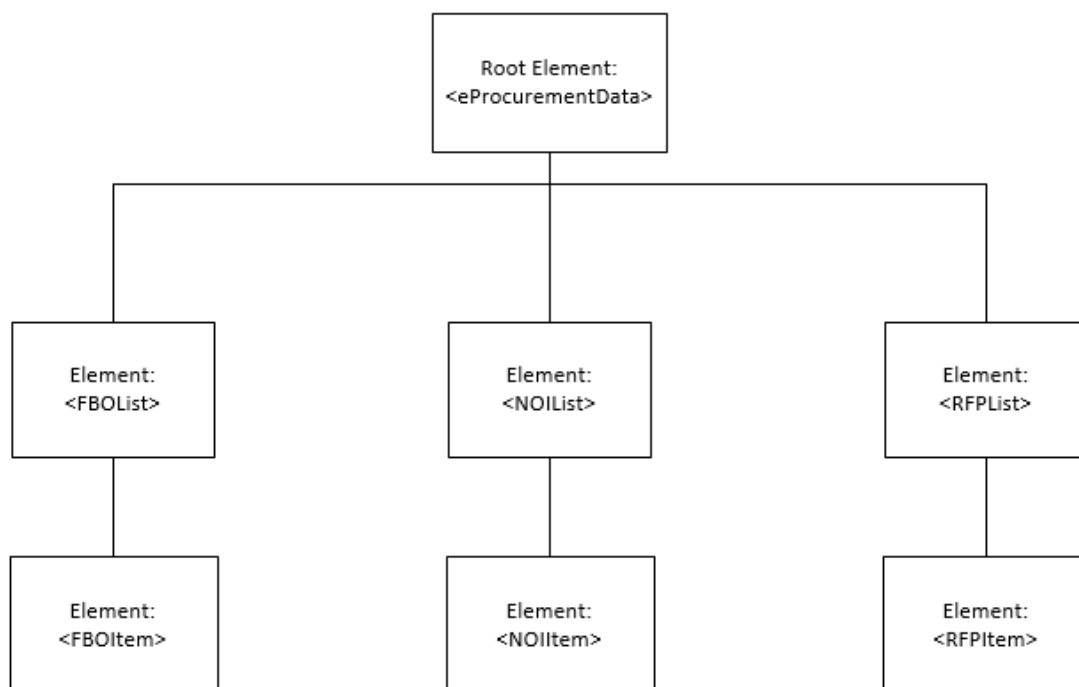 Root Element:
<eProcurementData>
Element:
<FBOList>
Element:
<NOIList>
Element:
<RFPList>
Element:
<FBOItem>
Element:
<NOIItem>
Element:
<RFPItem>